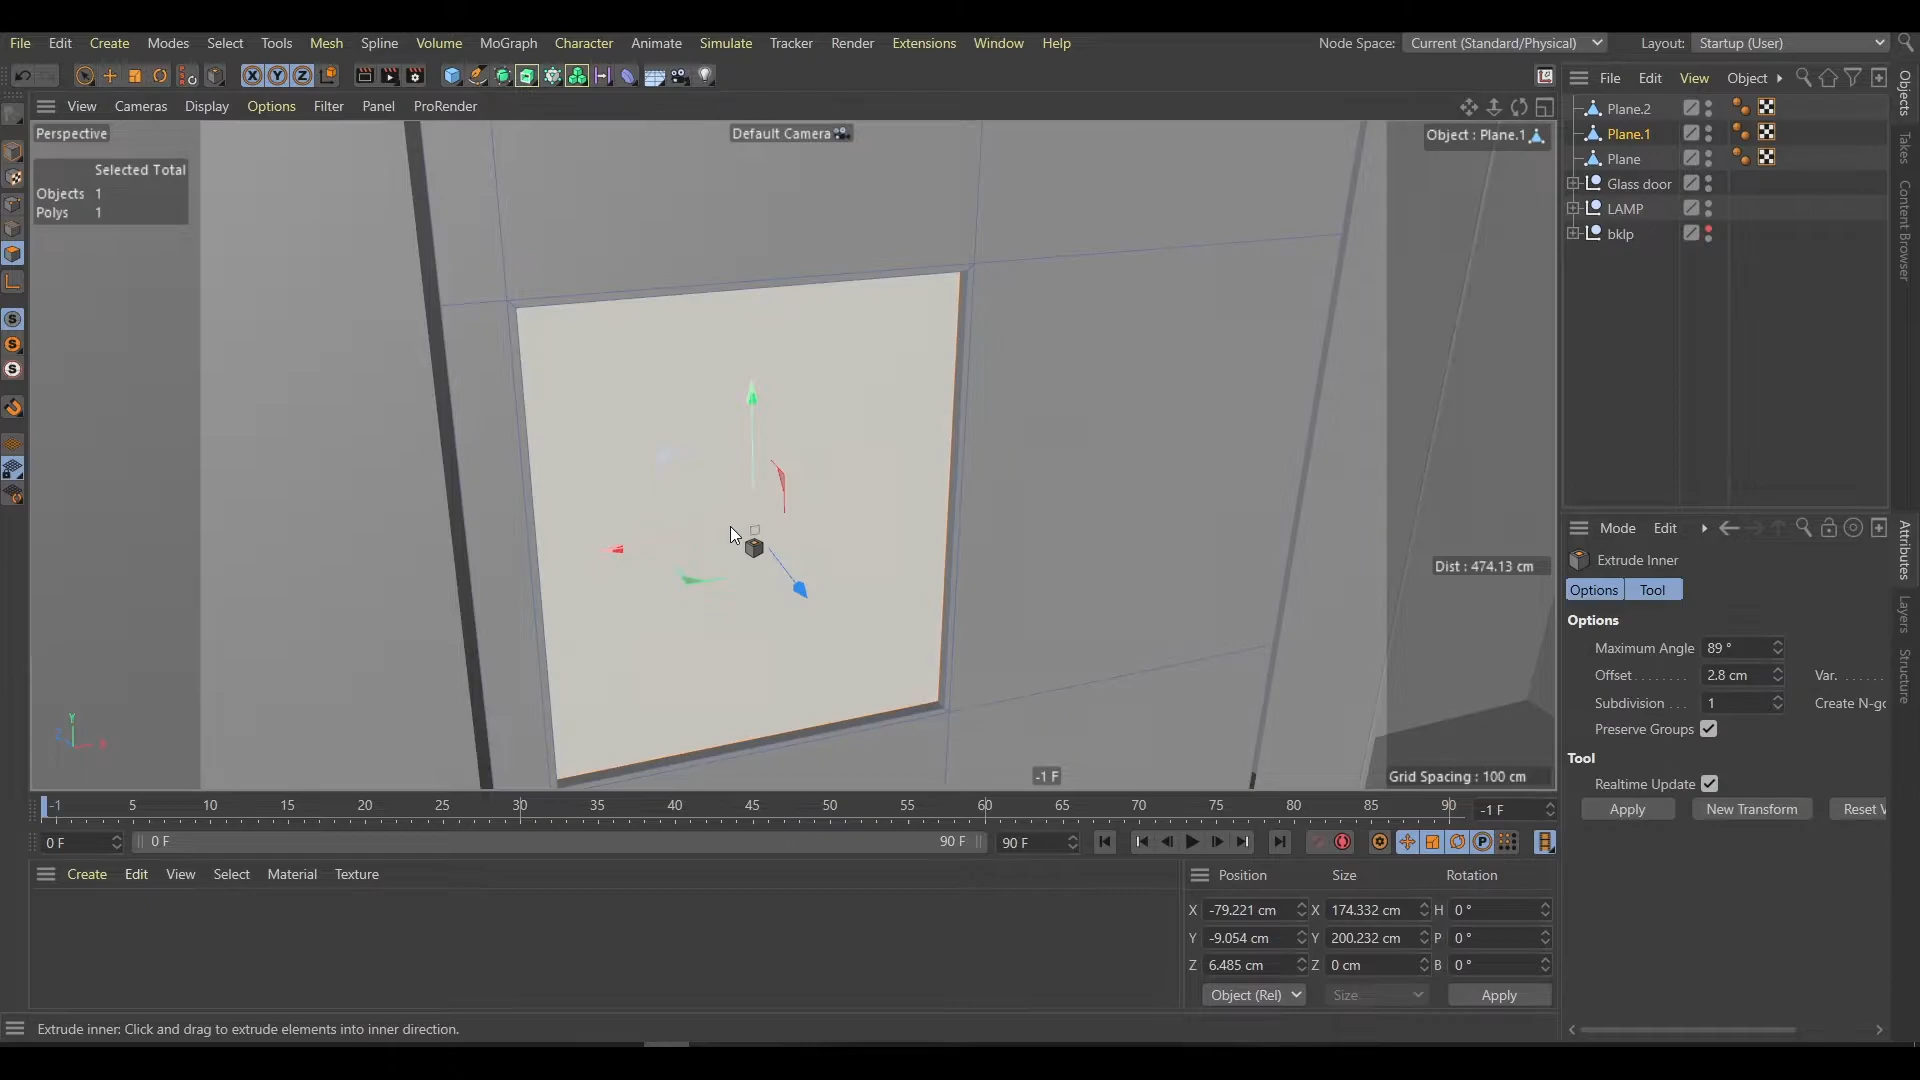 File Edit Create Modes Select Tools Mesh Spline Volume MoGraph Character Animate Simulate Tracker Render Extensions Window Help Node Space: Current (Standard/Physical) Layout: Startup (User)
File Edit View Object
View Cameras Display Options Filter Panel ProRender
Perspective Default Camera Object : Plane.1
Selected Total
Objects 1
Polys 1
Plane.2
Plane.1
Plane
Glass door
LAMP
bklp
Objects
Takes
Content Browser
Attributes
Layers
Structure
Mode Edit
Extrude Inner
Options Tool
Options
Maximum Angle 89 °
Offset 2.8 cm Var.
Subdivision 1 Create N-go
Preserve Groups
Tool
Realtime Update
Apply New Transform Reset V
Dist : 474.13 cm
-1 F
Grid Spacing : 100 cm
Y
Z X
-1 5 10 15 20 25 30 35 40 45 50 55 60 65 70 75 80 85 90 -1 F
0 F 0 F 90 F 90 F
Create Edit View Select Material Texture
Position Size Rotation
X -79.221 cm X 174.332 cm H 0 °
Y -9.054 cm Y 200.232 cm P 0 °
Z 6.485 cm Z 0 cm B 0 °
Object (Rel) Size Apply
Extrude inner: Click and drag to extrude elements into inner direction.